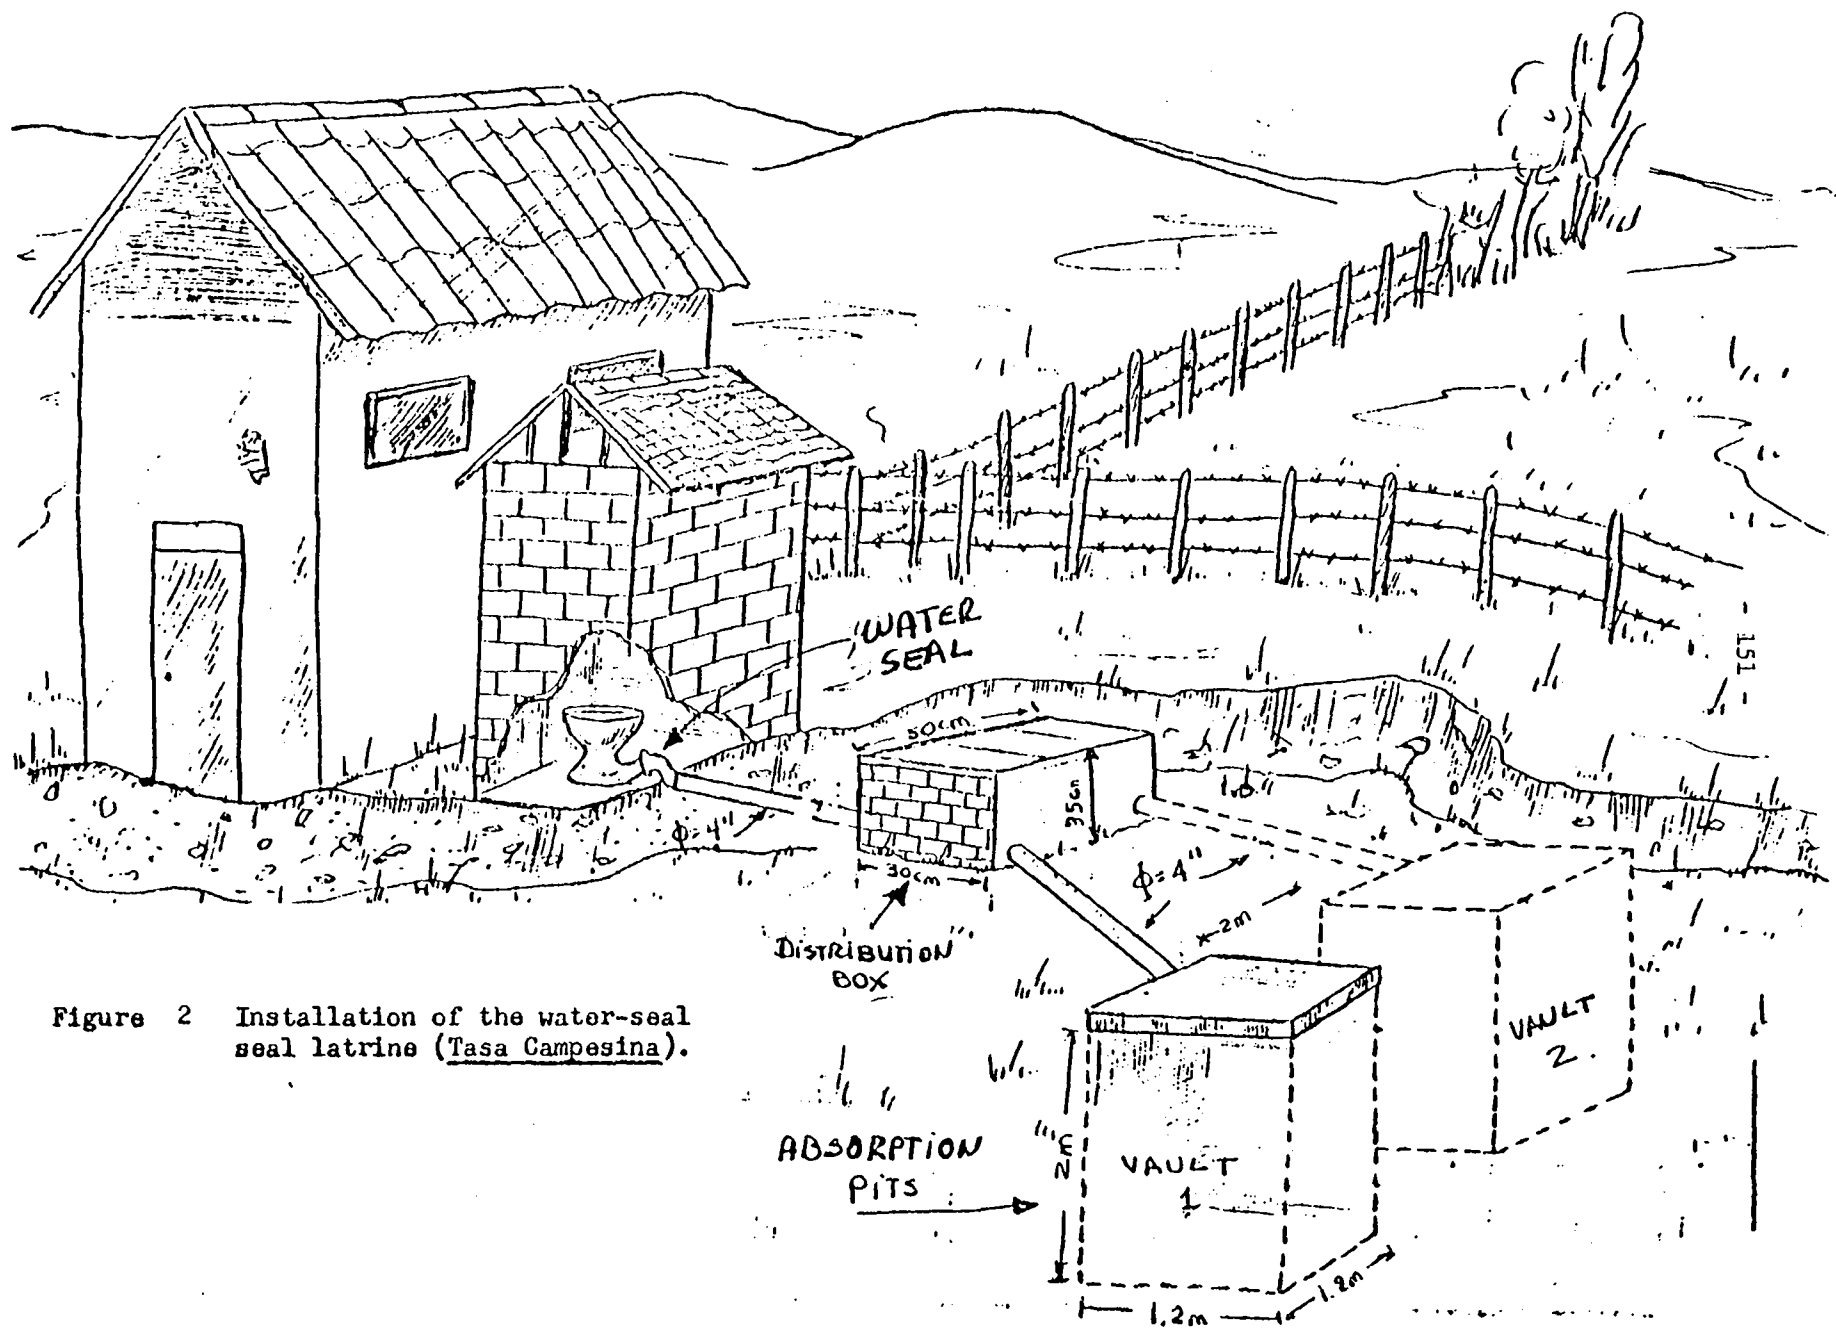 "WATER
SEAL
50cm
35cm
30cm
Φ=4"
Φ=4"
2m
"DISTRIBUTION"
BOX
Figure 2 Installation of the water-seal
seal latrine (Tasa Campesina).
VAULT
2.
ABSORPTION
PITS
2m
VAULT
1
1.2m
1.2m
- 151 -